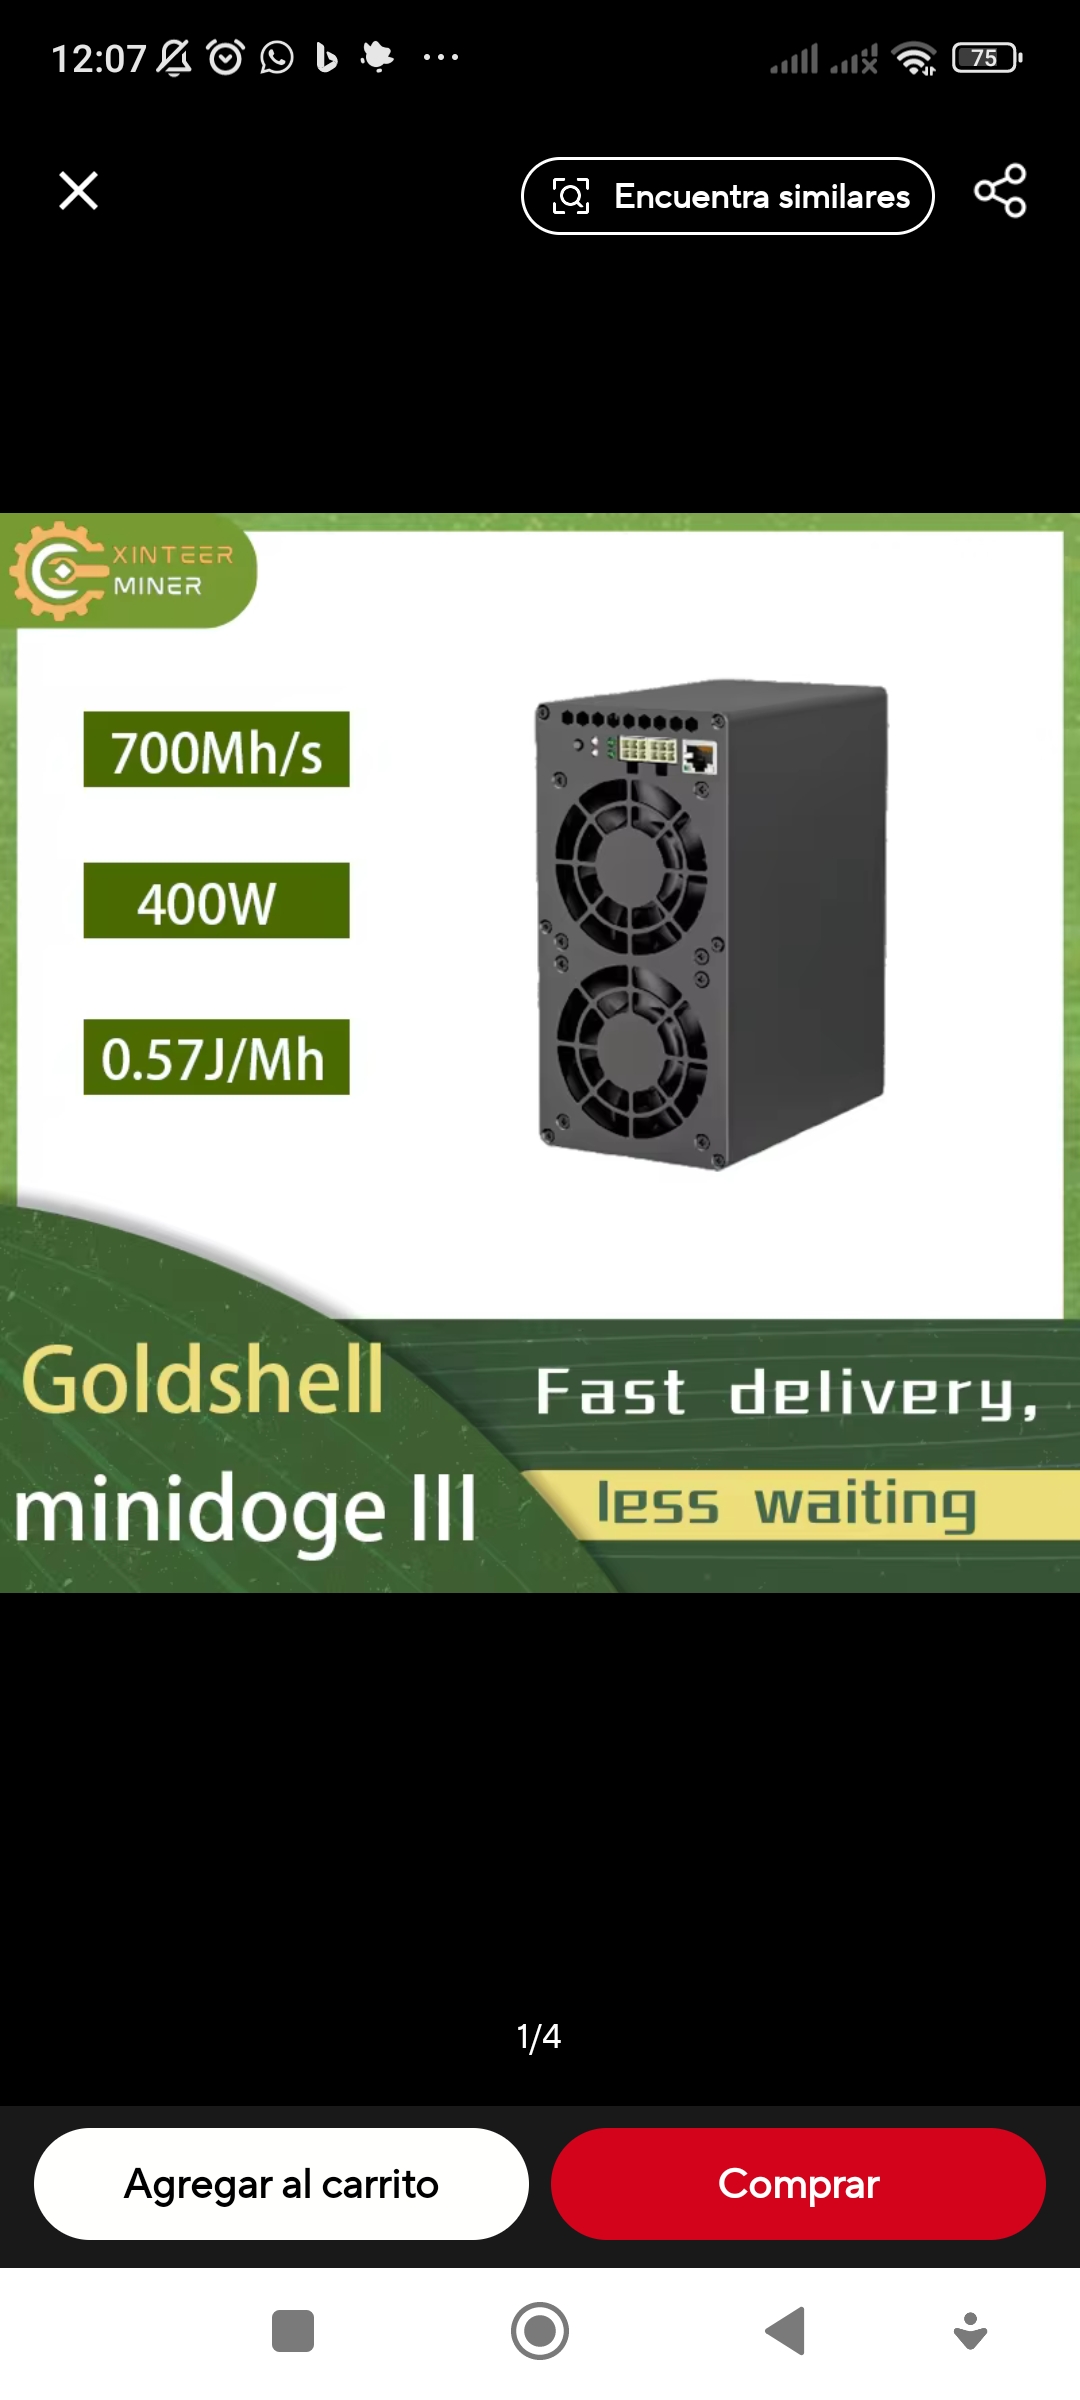 12:07
75
Encuentra similares
XINTEER
MINER
700Mh/s
400W
0.57J/Mh
Goldshell
minidoge III
Fast delivery,
less waiting
1/4
Agregar al carrito
Comprar